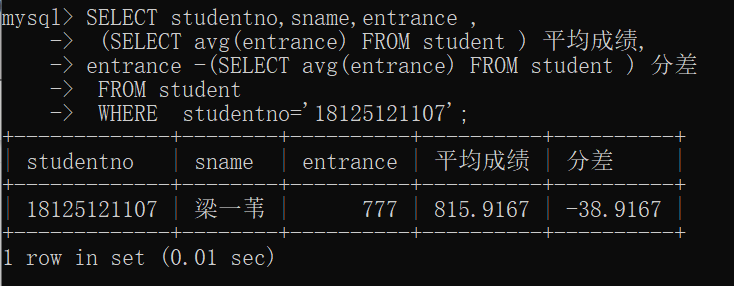 mysql> SELECT studentno,sname,entrance ,
    -> (SELECT avg(entrance) FROM student ) 平均成绩,
    -> entrance -(SELECT avg(entrance) FROM student ) 分差
    -> FROM student
    -> WHERE studentno='18125121107';
+-------------+--------+----------+----------+----------+
| studentno | sname | entrance | 平均成绩 | 分差 |
+-------------+--------+----------+----------+----------+
| 18125121107 | 梁一苇 | 777 | 815.9167 | -38.9167 |
+-------------+--------+----------+----------+----------+
1 row in set (0.01 sec)